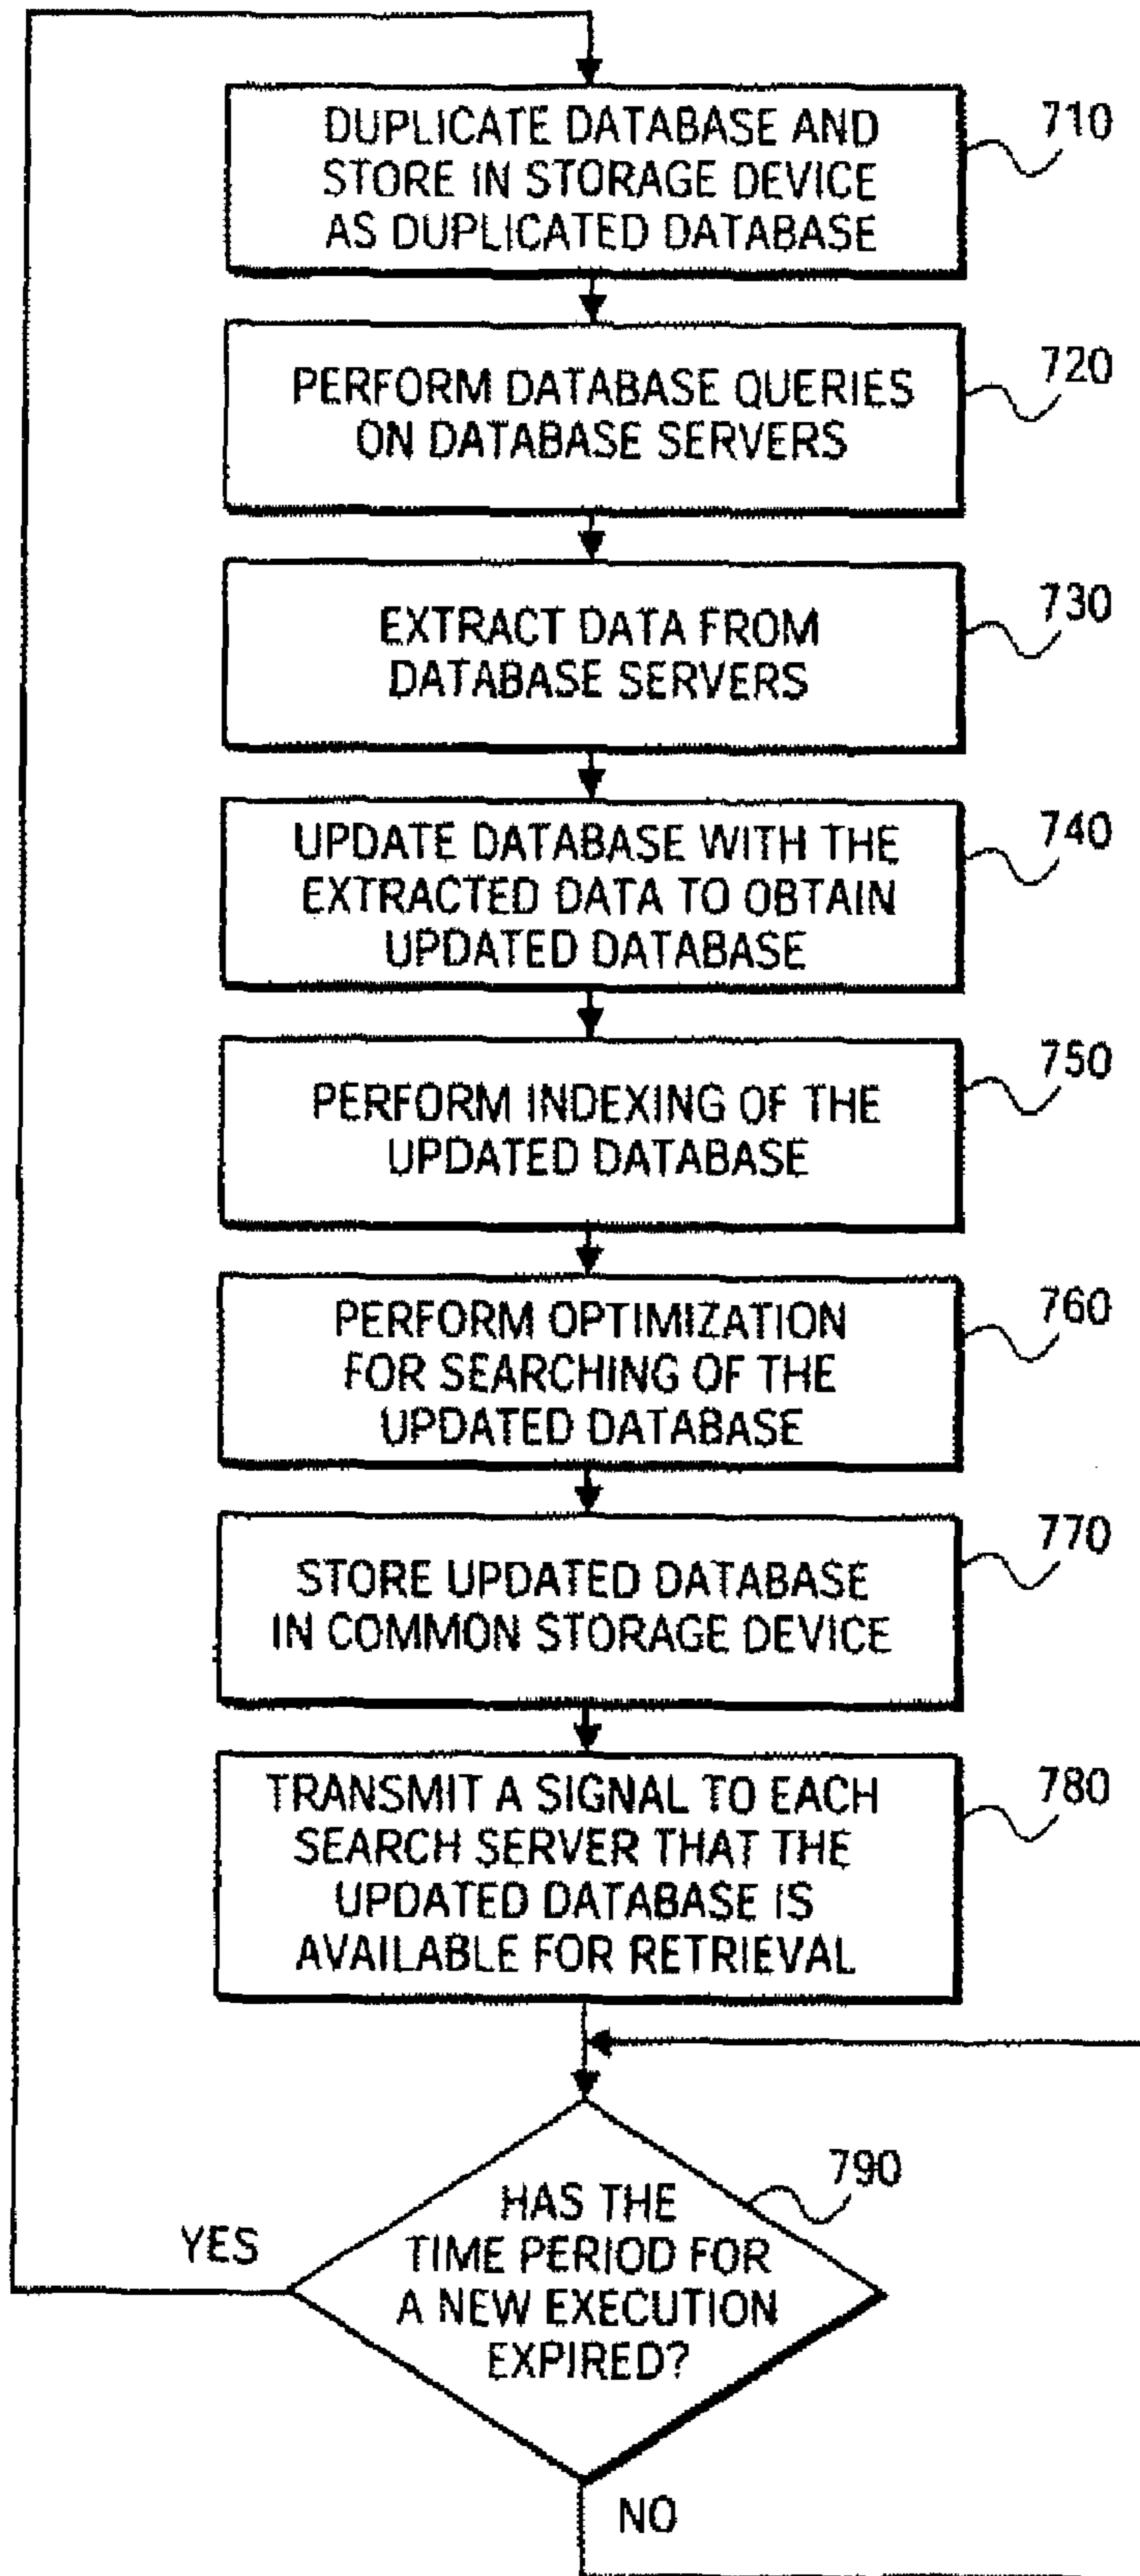 DUPLICATE DATABASE AND
STORE IN STORAGE DEVICE
AS DUPLICATED DATABASE
710
PERFORM DATABASE QUERIES
ON DATABASE SERVERS
720
EXTRACT DATA FROM
DATABASE SERVERS
730
UPDATE DATABASE WITH THE
EXTRACTED DATA TO OBTAIN
UPDATED DATABASE
740
PERFORM INDEXING OF THE
UPDATED DATABASE
750
PERFORM OPTIMIZATION
FOR SEARCHING OF THE
UPDATED DATABASE
760
STORE UPDATED DATABASE
IN COMMON STORAGE DEVICE
770
TRANSMIT A SIGNAL TO EACH
SEARCH SERVER THAT THE
UPDATED DATABASE IS
AVAILABLE FOR RETRIEVAL
780
HAS THE
TIME PERIOD FOR
A NEW EXECUTION
EXPIRED?
790
YES
NO